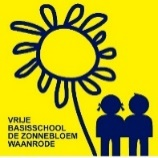 VRIJE
BASISSCHOOL
DE ZONNEBLOEM
WAANRODE